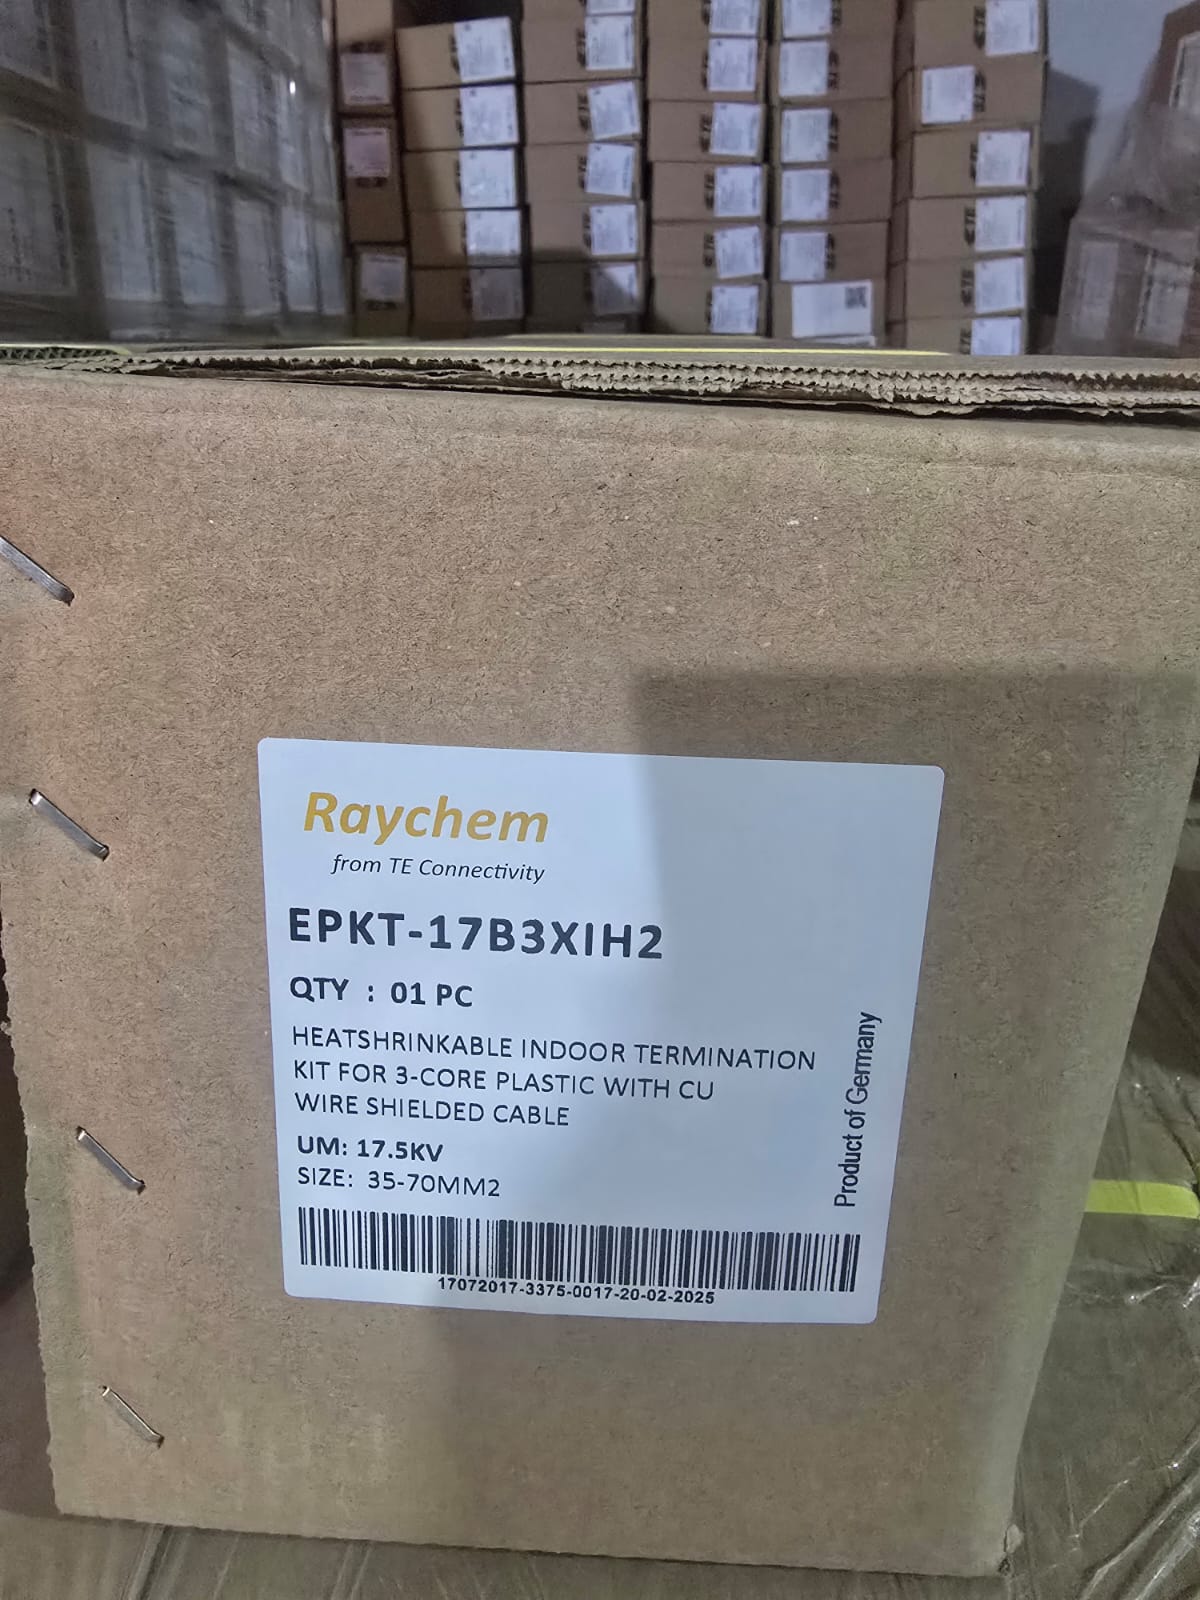 Raychem
from TE Connectivity
EPKT-17B3XIH2
QTY : 01 PC
HEATSHRINKABLE INDOOR TERMINATION
KIT FOR 3-CORE PLASTIC WITH CU
WIRE SHIELDED CABLE
UM: 17.5KV
SIZE: 35-70MM2
Product of Germany
17072017-3375-0017-20-02-2025